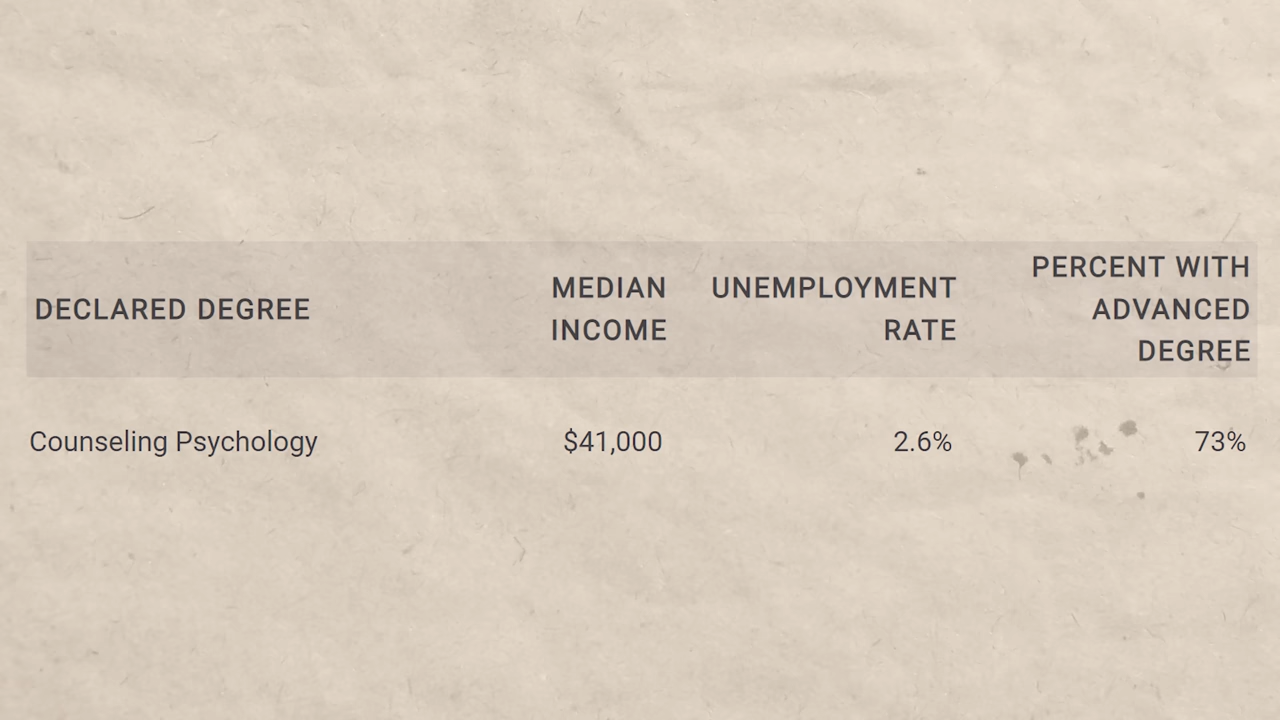 DECLARED DEGREE
MEDIAN
INCOME
UNEMPLOYMENT
RATE
PERCENT WITH
ADVANCED
DEGREE
Counseling Psychology $41,000 2.6% 73%